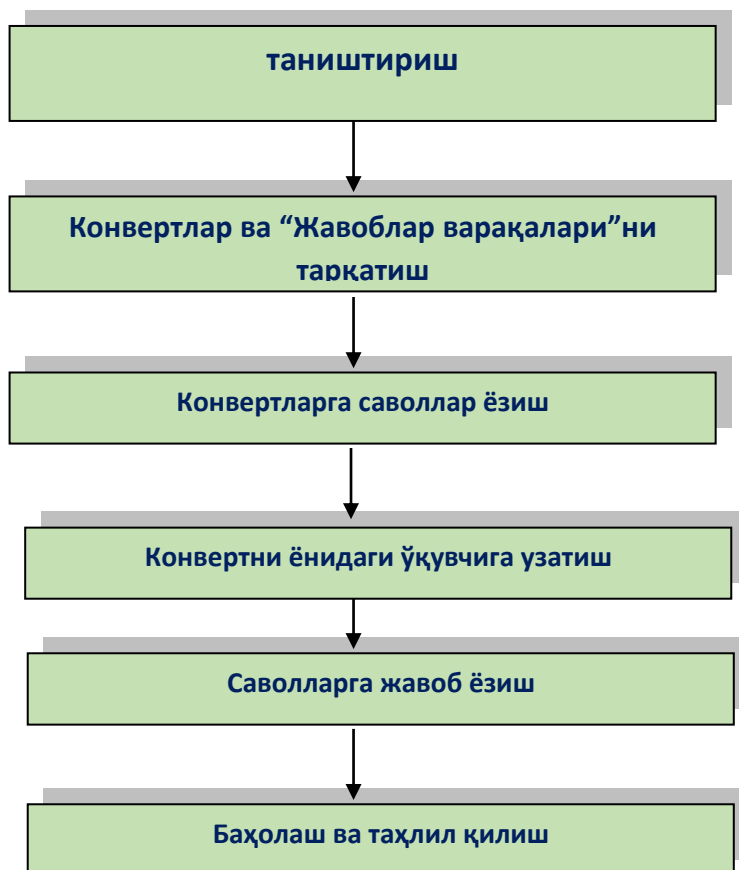 таништириш
Конвертлар ва “Жавоблар варақалари”ни
тарқатиш
Конвертларга саволлар ёзиш
Конвертни ёнидаги ўқувчига узатиш
Саволларга жавоб ёзиш
Баҳолаш ва таҳлил қилиш